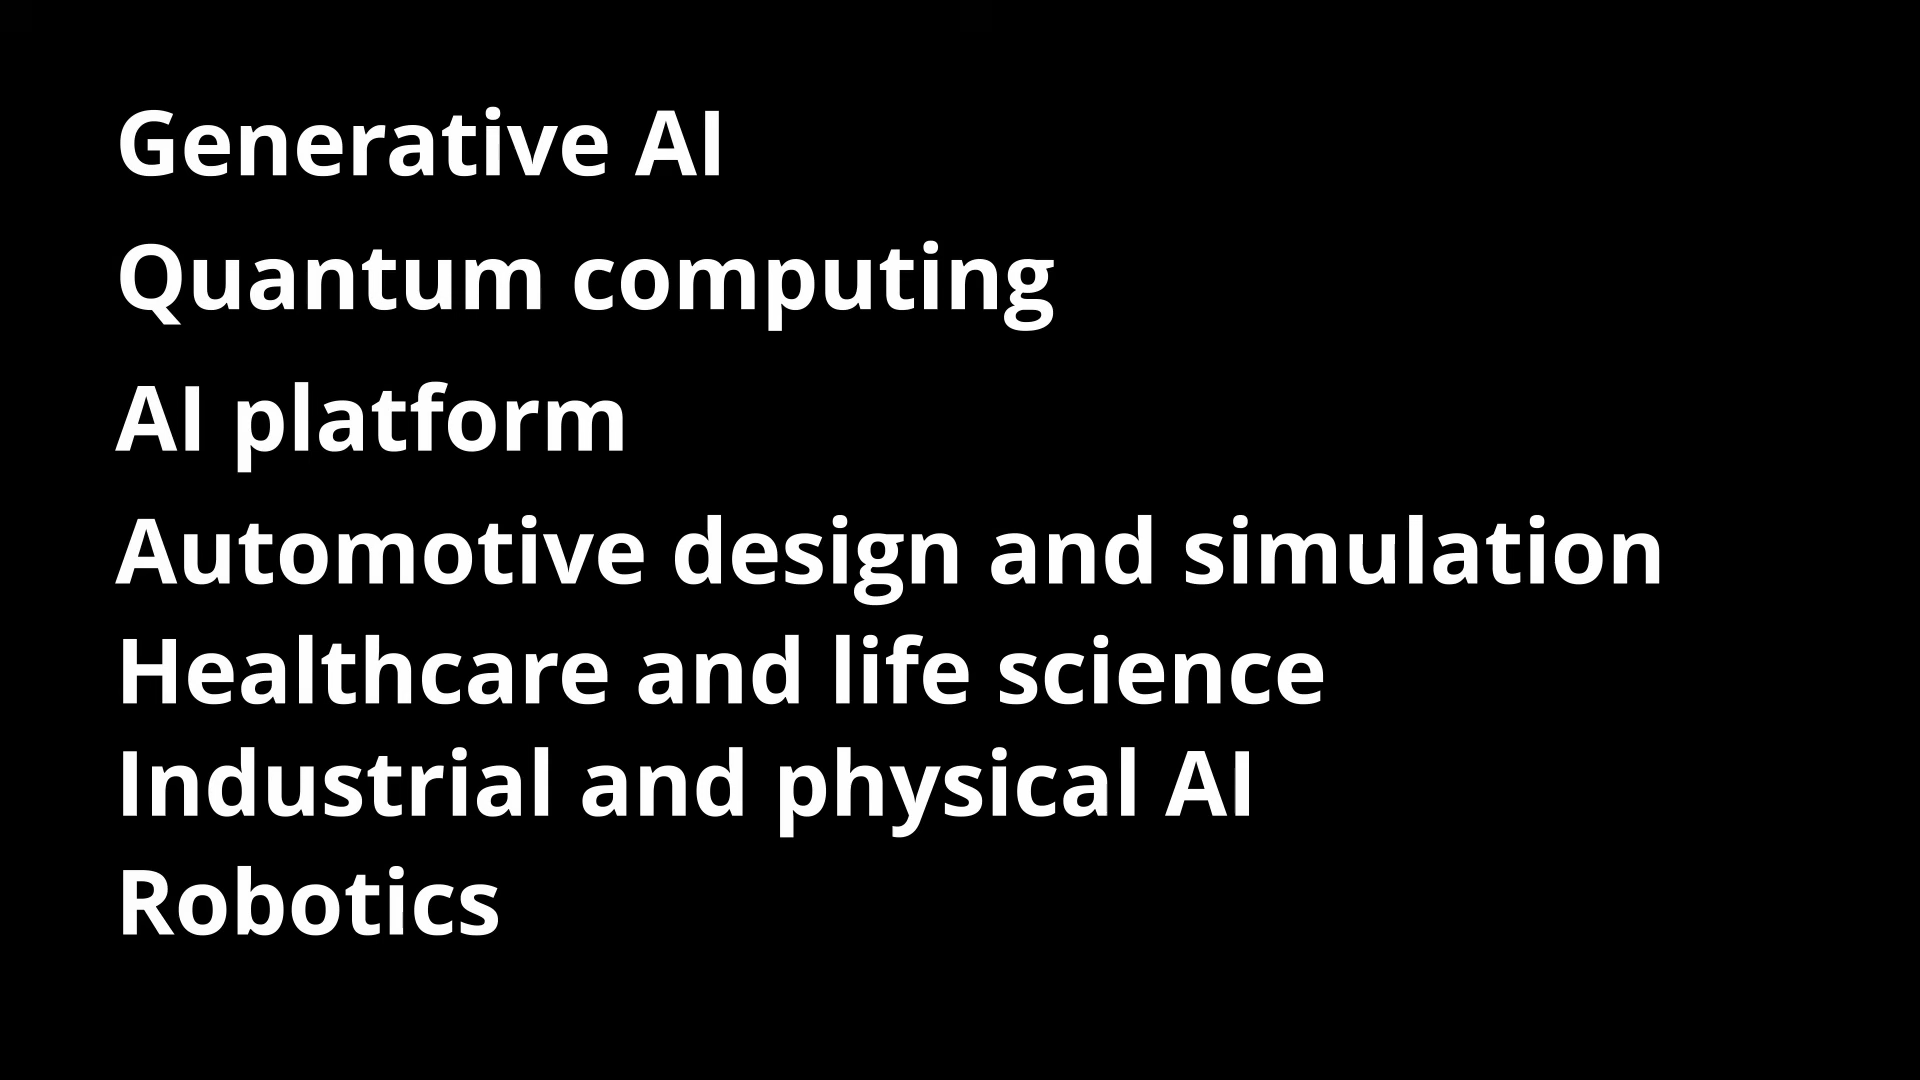 Generative AI
Quantum computing
AI platform
Automotive design and simulation
Healthcare and life science
Industrial and physical AI
Robotics